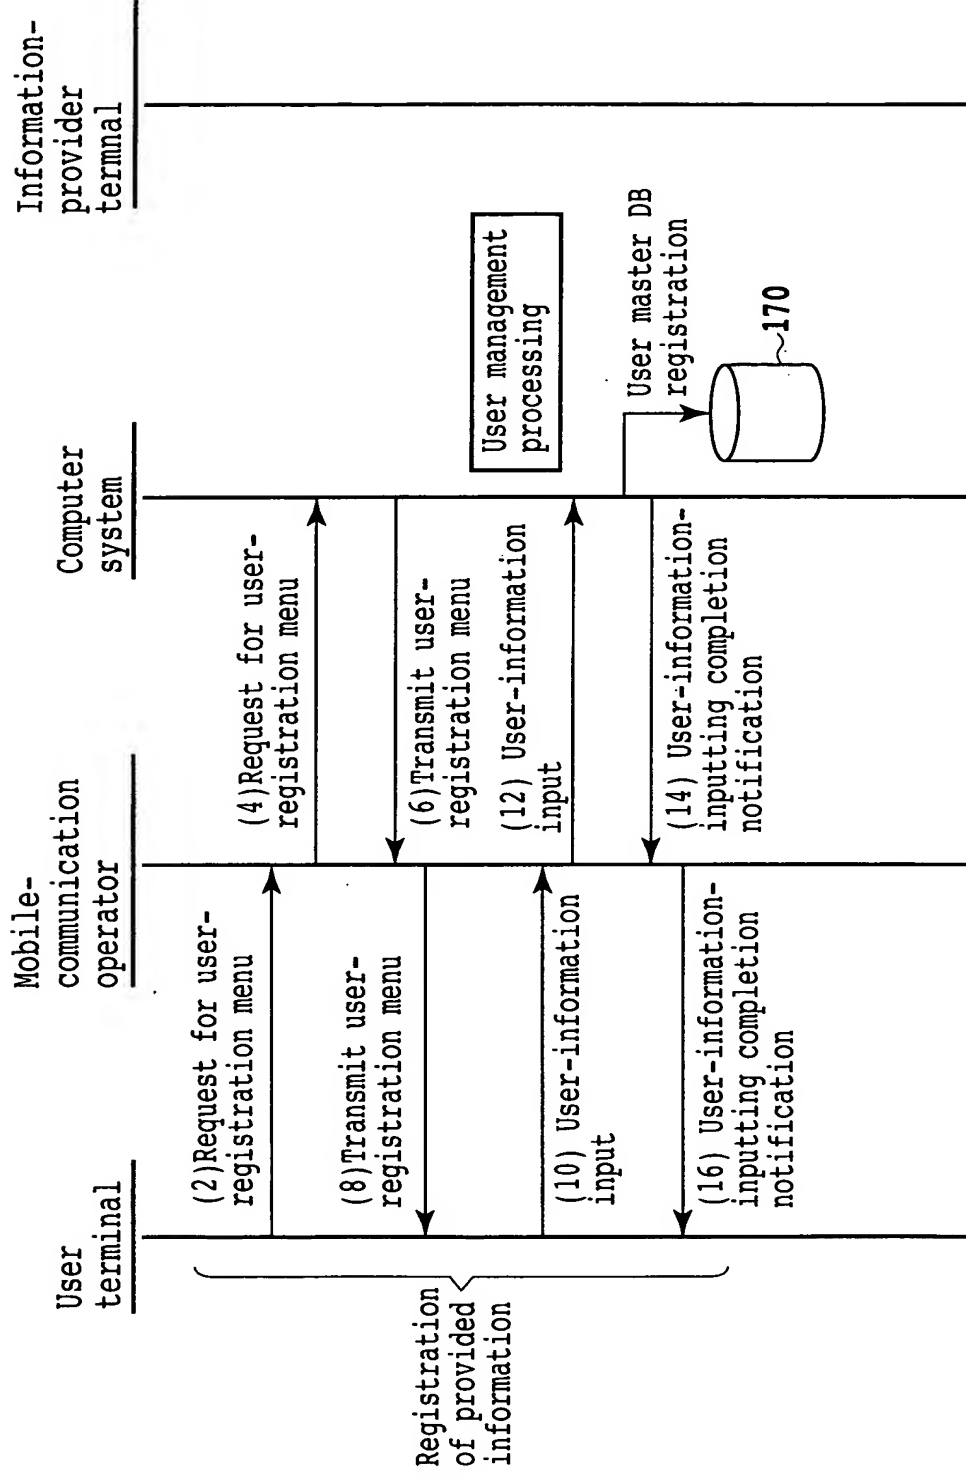 User
terminal
Mobile-
communication
operator
Computer
system
Information-
provider
termnal
Registration
of provided
information
(2)Request for user-
registration menu
(4)Request for user-
registration menu
(6)Transmit user-
registration menu
(8)Transmit user-
registration menu
(10) User-information
input
(12) User-information
input
User management
processing
User master DB
registration
170
(14) User-information-
inputting completion
notification
(16) User-information-
inputting completion
notification